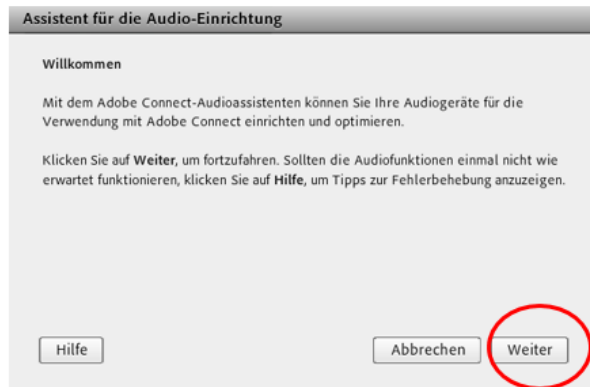 Assistent für die Audio-Einrichtung
Willkommen
Mit dem Adobe Connect-Audioassistenten können Sie Ihre Audiogeräte für die
Verwendung mit Adobe Connect einrichten und optimieren.
Klicken Sie auf Weiter, um fortzufahren. Sollten die Audiofunktionen einmal nicht wie
erwartet funktionieren, klicken Sie auf Hilfe, um Tipps zur Fehlerbehebung anzuzeigen.
Hilfe Abbrechen Weiter